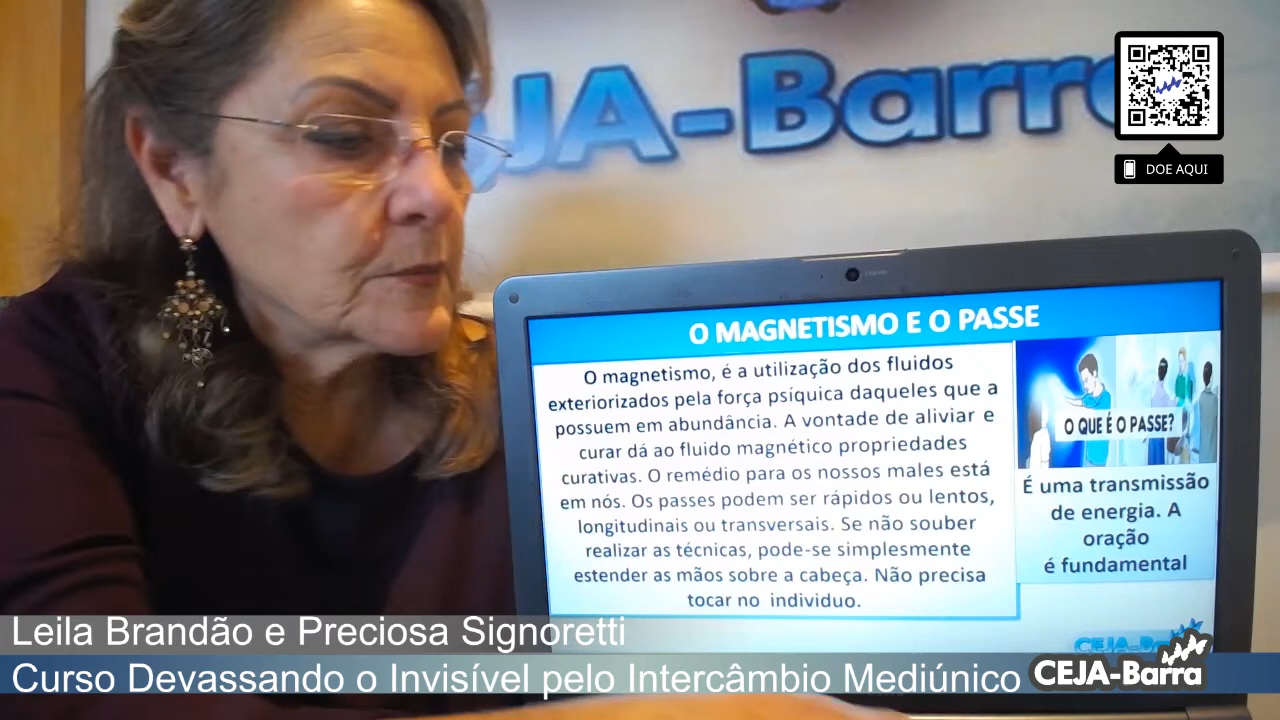 CEJA-Barra
DOE AQUI
O MAGNETISMO E O PASSE
O magnetismo, é a utilização dos fluidos
exteriorizados pela força psíquica daqueles que a
possuem em abundância. A vontade de aliviar e
curar dá ao fluido magnético propriedades
curativas. O remédio para os nossos males está
em nós. Os passes podem ser rápidos ou lentos,
longitudinais ou transversais. Se não souber
realizar as técnicas, pode-se simplesmente
estender as mãos sobre a cabeça. Não precisa
tocar no individuo.
O QUE É O PASSE?
É uma transmissão
de energia. A
oração
é fundamental
CEJA-Barra
Leila Brandão e Preciosa Signoretti
Curso Devassando o Invisível pelo Intercâmbio Mediúnico
CEJA-Barra